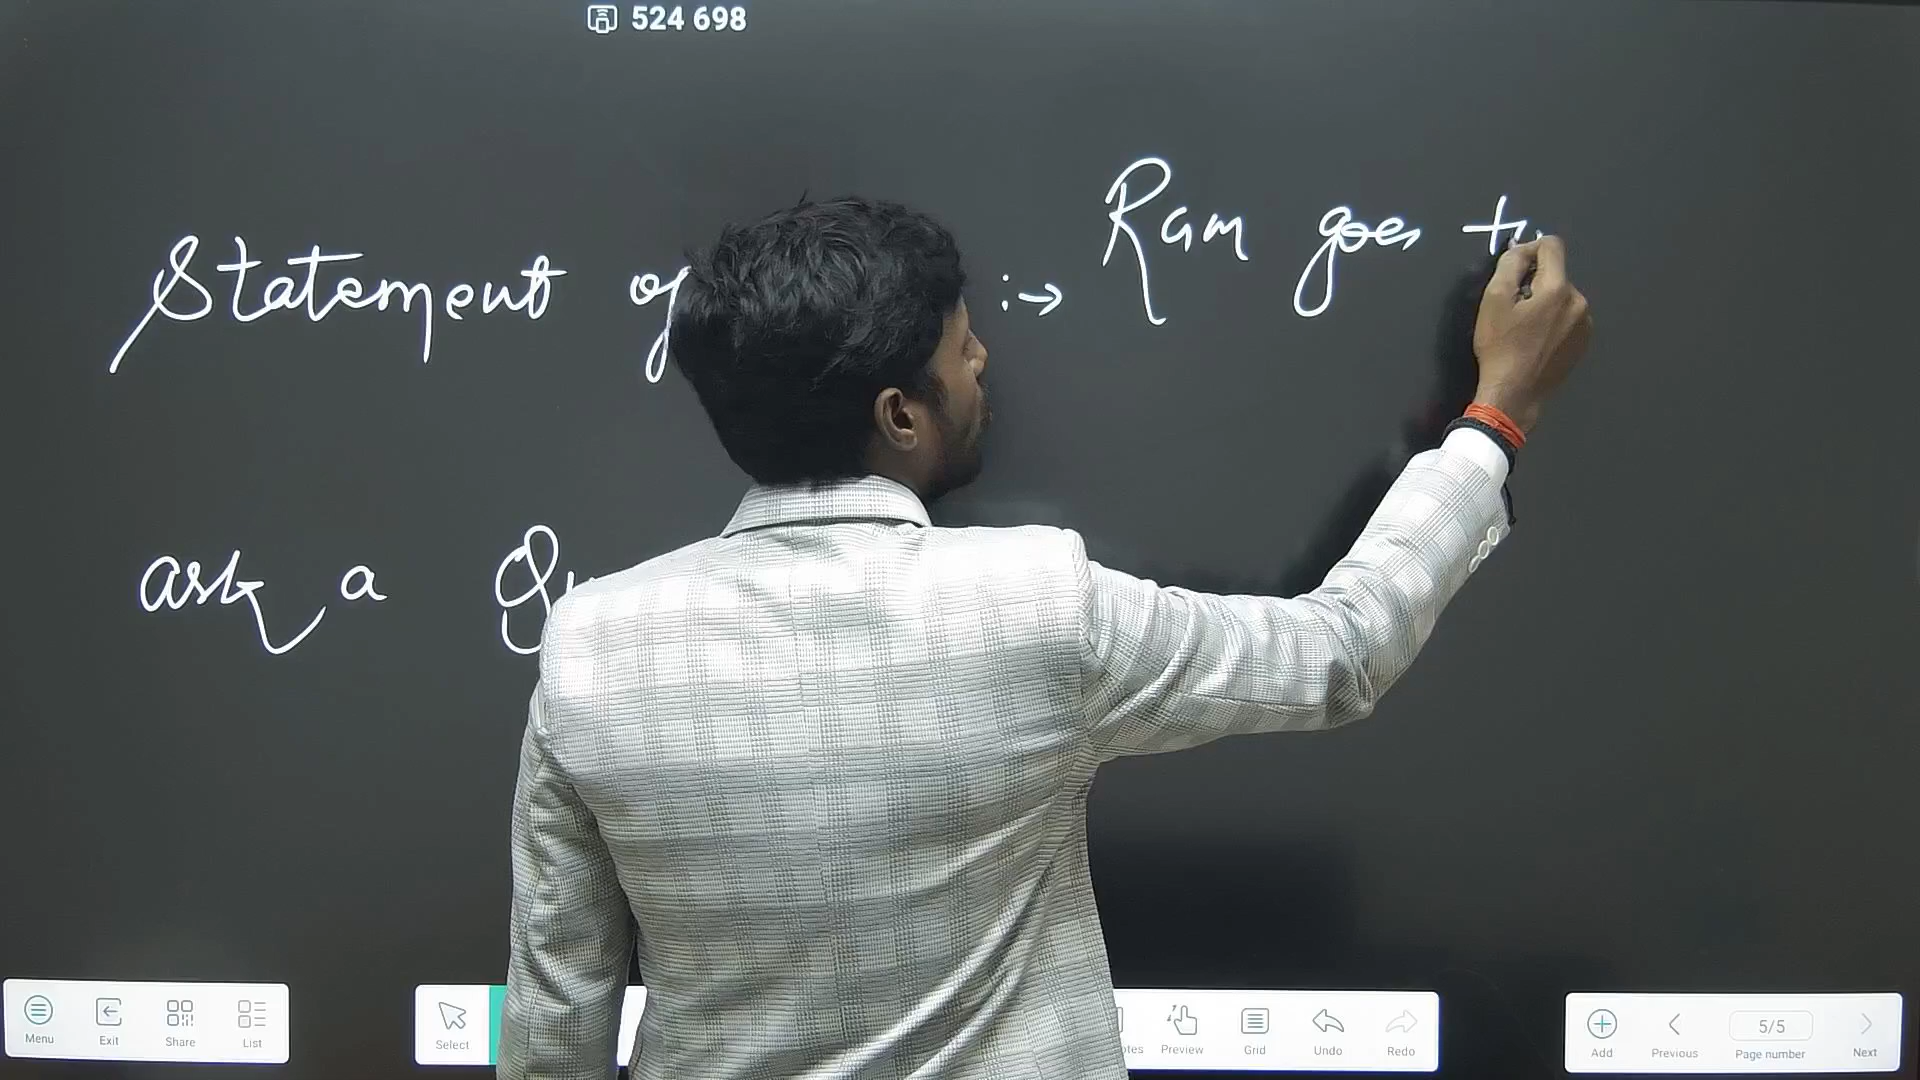 524 698
Statement of :→ Ram goes
ask a
Menu Exit Share List Select Preview Grid Undo Redo Add Previous 5/5 Page number Next